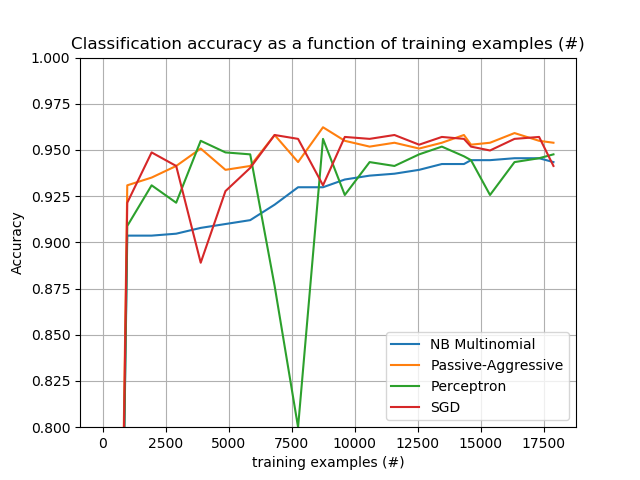 Classification accuracy as a function of training examples (#)
1.000
0.975
0.950
0.925
0.900
0.875
0.850
0.825
0.800
Accuracy
NB Multinomial
Passive-Aggressive
Perceptron
SGD
0 2500 5000 7500 10000 12500 15000 17500
training examples (#)